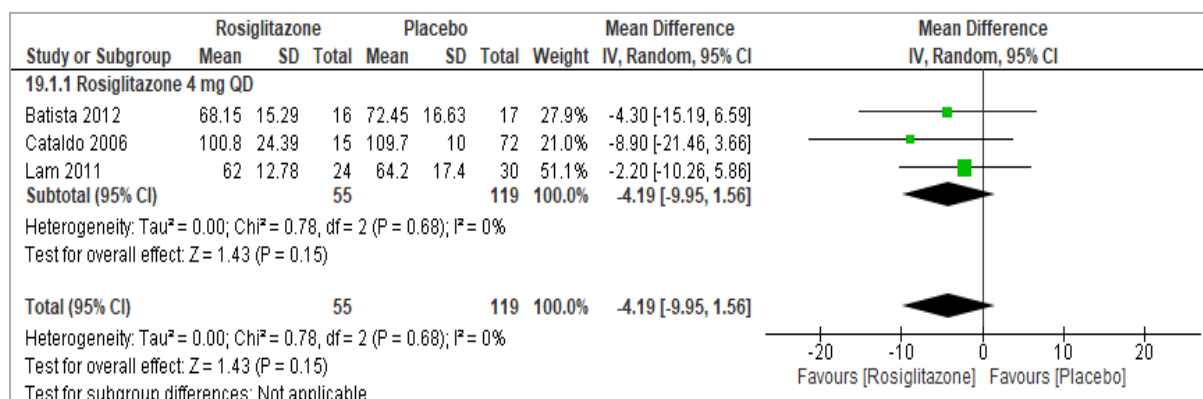 Rosiglitazone Placebo Mean Difference Mean Difference
Study or Subgroup Mean SD Total Mean SD Total Weight IV, Random, 95% CI IV, Random, 95% CI
19.1.1 Rosiglitazone 4 mg QD
Batista 2012 68.15 15.29 16 72.45 16.63 17 27.9% -4.30 [-15.19, 6.59]
Cataldo 2006 100.8 24.39 15 109.7 10 72 21.0% -8.90 [-21.46, 3.66]
Lam 2011 62 12.78 24 64.2 17.4 30 51.1% -2.20 [-10.26, 5.86]
Subtotal (95% CI) 55 119 100.0% -4.19 [-9.95, 1.56]
Heterogeneity: Tau² = 0.00; Chi² = 0.78, df = 2 (P = 0.68); I² = 0%
Test for overall effect: Z = 1.43 (P = 0.15)
Total (95% CI) 55 119 100.0% -4.19 [-9.95, 1.56]
Heterogeneity: Tau² = 0.00; Chi² = 0.78, df = 2 (P = 0.68); I² = 0%
Test for overall effect: Z = 1.43 (P = 0.15)
Test for subgroup differences: Not applicable
-20 -10 0 10 20
Favours [Rosiglitazone] Favours [Placebo]